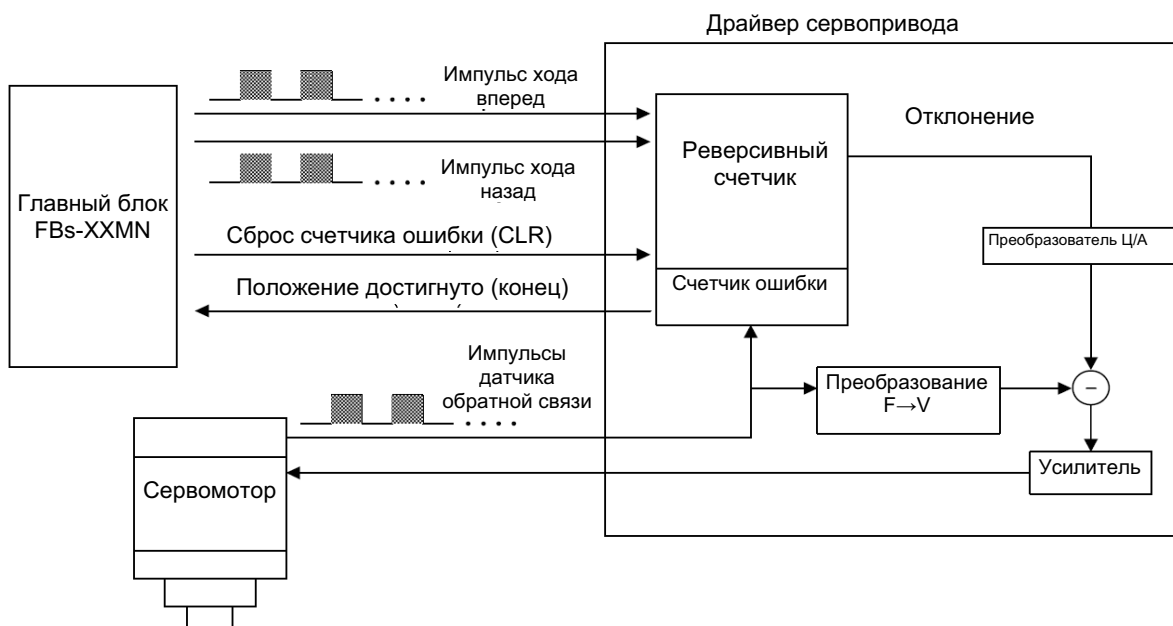 Драйвер сервопривода
Импульс хода
вперед
Отклонение
Реверсивный
счетчик
Импульс хода
назад
Главный блок
FBs-XXMN
Сброс счетчика ошибки (CLR)
Преобразователь Ц/А
Положение достигнуто (конец)
Счетчик ошибки
Импульсы
датчика
обратной связи
Преобразование
F→V
−
Усилитель
Сервомотор